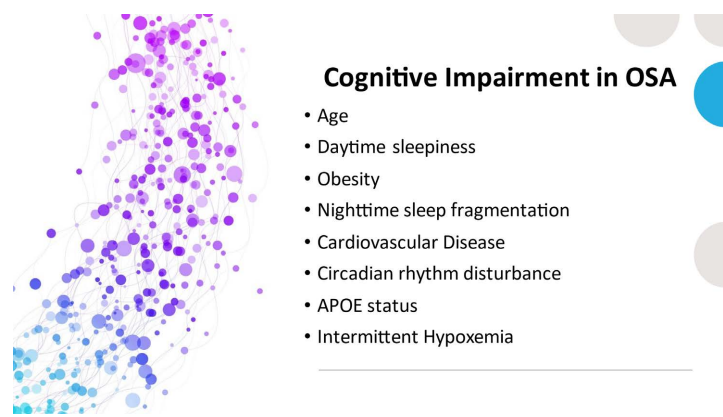 Cognitive Impairment in OSA
• Age
• Daytime sleepiness
• Obesity
• Nighttime sleep fragmentation
• Cardiovascular Disease
• Circadian rhythm disturbance
• APOE status
• Intermittent Hypoxemia